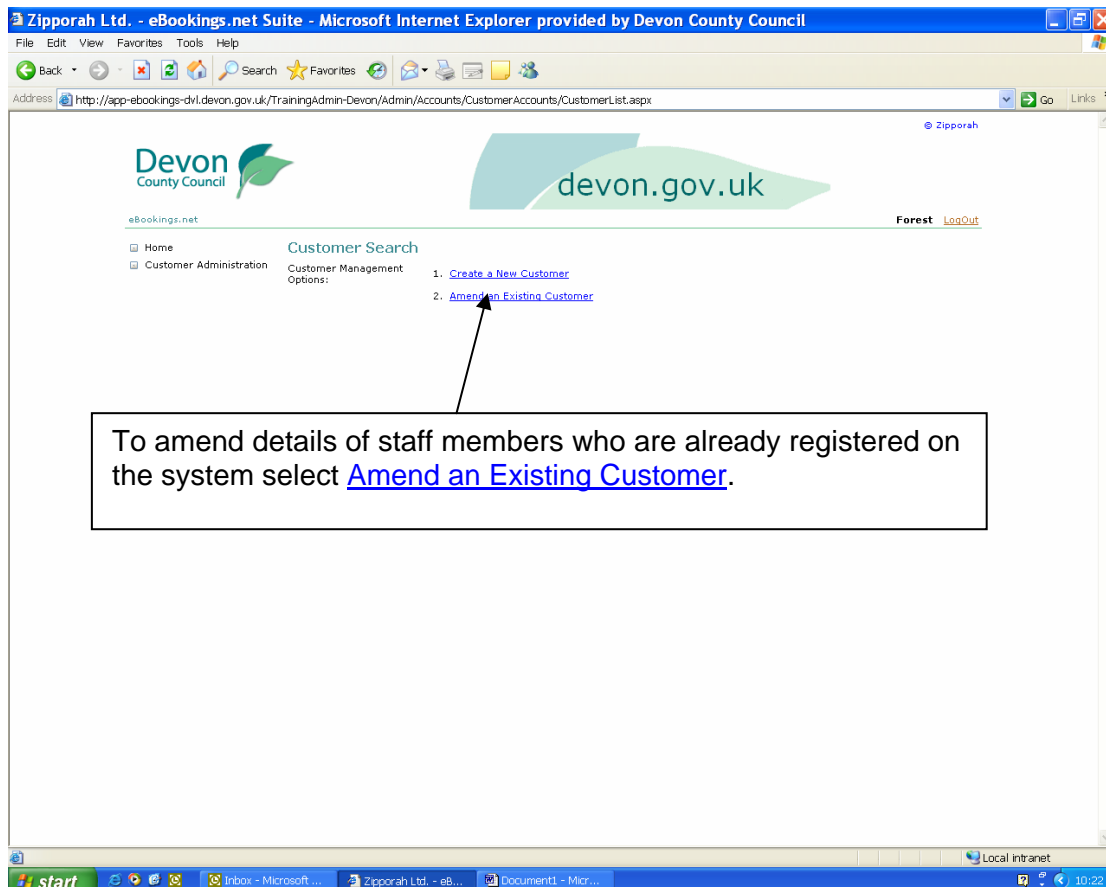 Zipporah Ltd. - eBookings.net Suite - Microsoft Internet Explorer provided by Devon County Council
File Edit View Favorites Tools Help
Back Search Favorites
Address http://app-ebookings-dvl.devon.gov.uk/TrainingAdmin-Devon/Admin/Accounts/CustomerAccounts/CustomerList.aspx Go Links
© Zipporah
Devon
County Council
devon.gov.uk
eBookings.net Forest LogOut
Home
Customer Administration
Customer Search
Customer Management
Options:
1. Create a New Customer
2. Amend an Existing Customer
To amend details of staff members who are already registered on
the system select Amend an Existing Customer.
Local intranet
start Inbox - Microsoft ... Zipporah Ltd. - eB... Document1 - Micr... 10:22